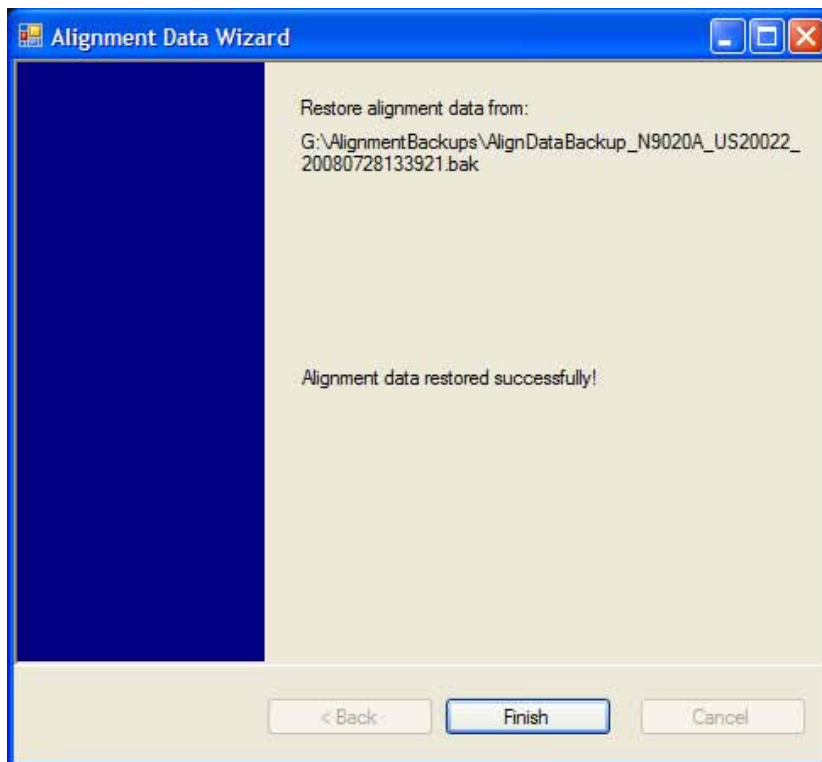 Alignment Data Wizard
Restore alignment data from:
G:\AlignmentBackups\AlignDataBackup_N9020A_US20022_
20080728133921.bak
Alignment data restored successfully!
< Back
Finish
Cancel